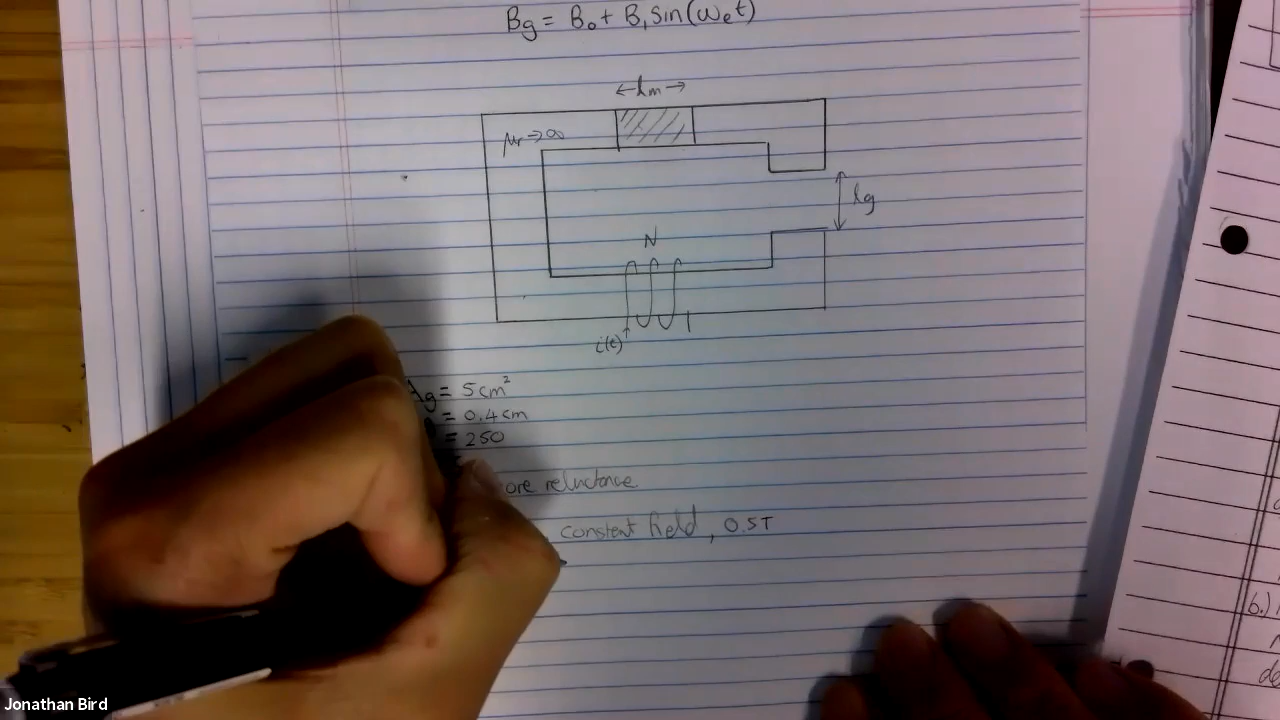 Bg = B₀ + B₁ sin(ωₑt)
lm
μr → ∞
lg
N
i(t)
Ag = 5cm²
= 0.4cm
= 250
ore reluctance
constant field, 0.5T
b.)
Jonathan Bird